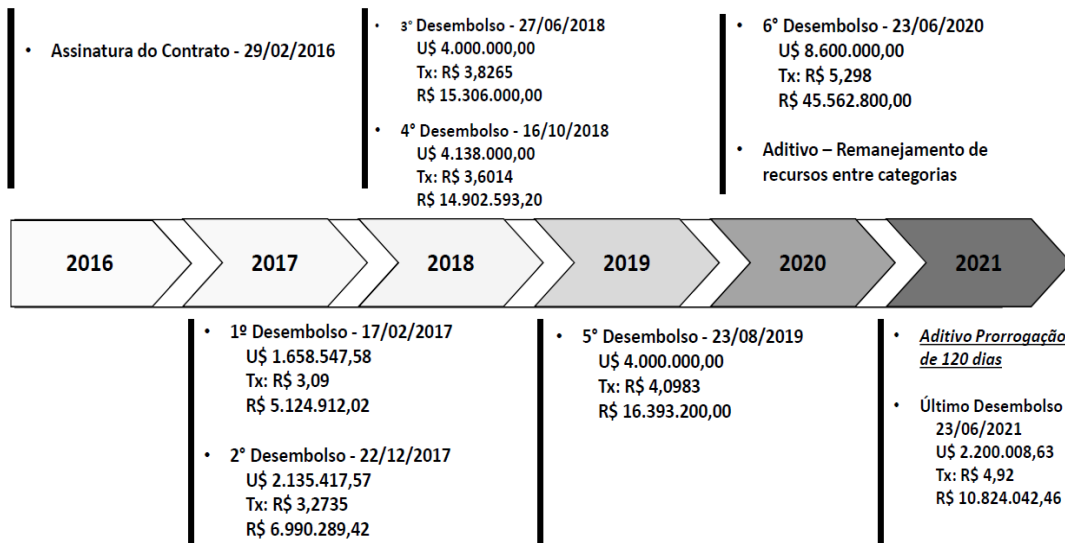 • Assinatura do Contrato - 29/02/2016
• 3° Desembolso - 27/06/2018
U$ 4.000.000,00
Tx: R$ 3,8265
R$ 15.306.000,00
• 4° Desembolso - 16/10/2018
U$ 4.138.000,00
Tx: R$ 3,6014
R$ 14.902.593,20
• 6° Desembolso - 23/06/2020
U$ 8.600.000,00
Tx: R$ 5,298
R$ 45.562.800,00
• Aditivo – Remanejamento de
recursos entre categorias
2016
2017
2018
2019
2020
2021
• 1º Desembolso - 17/02/2017
U$ 1.658.547,58
Tx: R$ 3,09
R$ 5.124.912,02
• 2° Desembolso - 22/12/2017
U$ 2.135.417,57
Tx: R$ 3,2735
R$ 6.990.289,42
• 5° Desembolso - 23/08/2019
U$ 4.000.000,00
Tx: R$ 4,0983
R$ 16.393.200,00
• Aditivo Prorrogação
de 120 dias
• Último Desembolso
23/06/2021
U$ 2.200.008,63
Tx: R$ 4,92
R$ 10.824.042,46